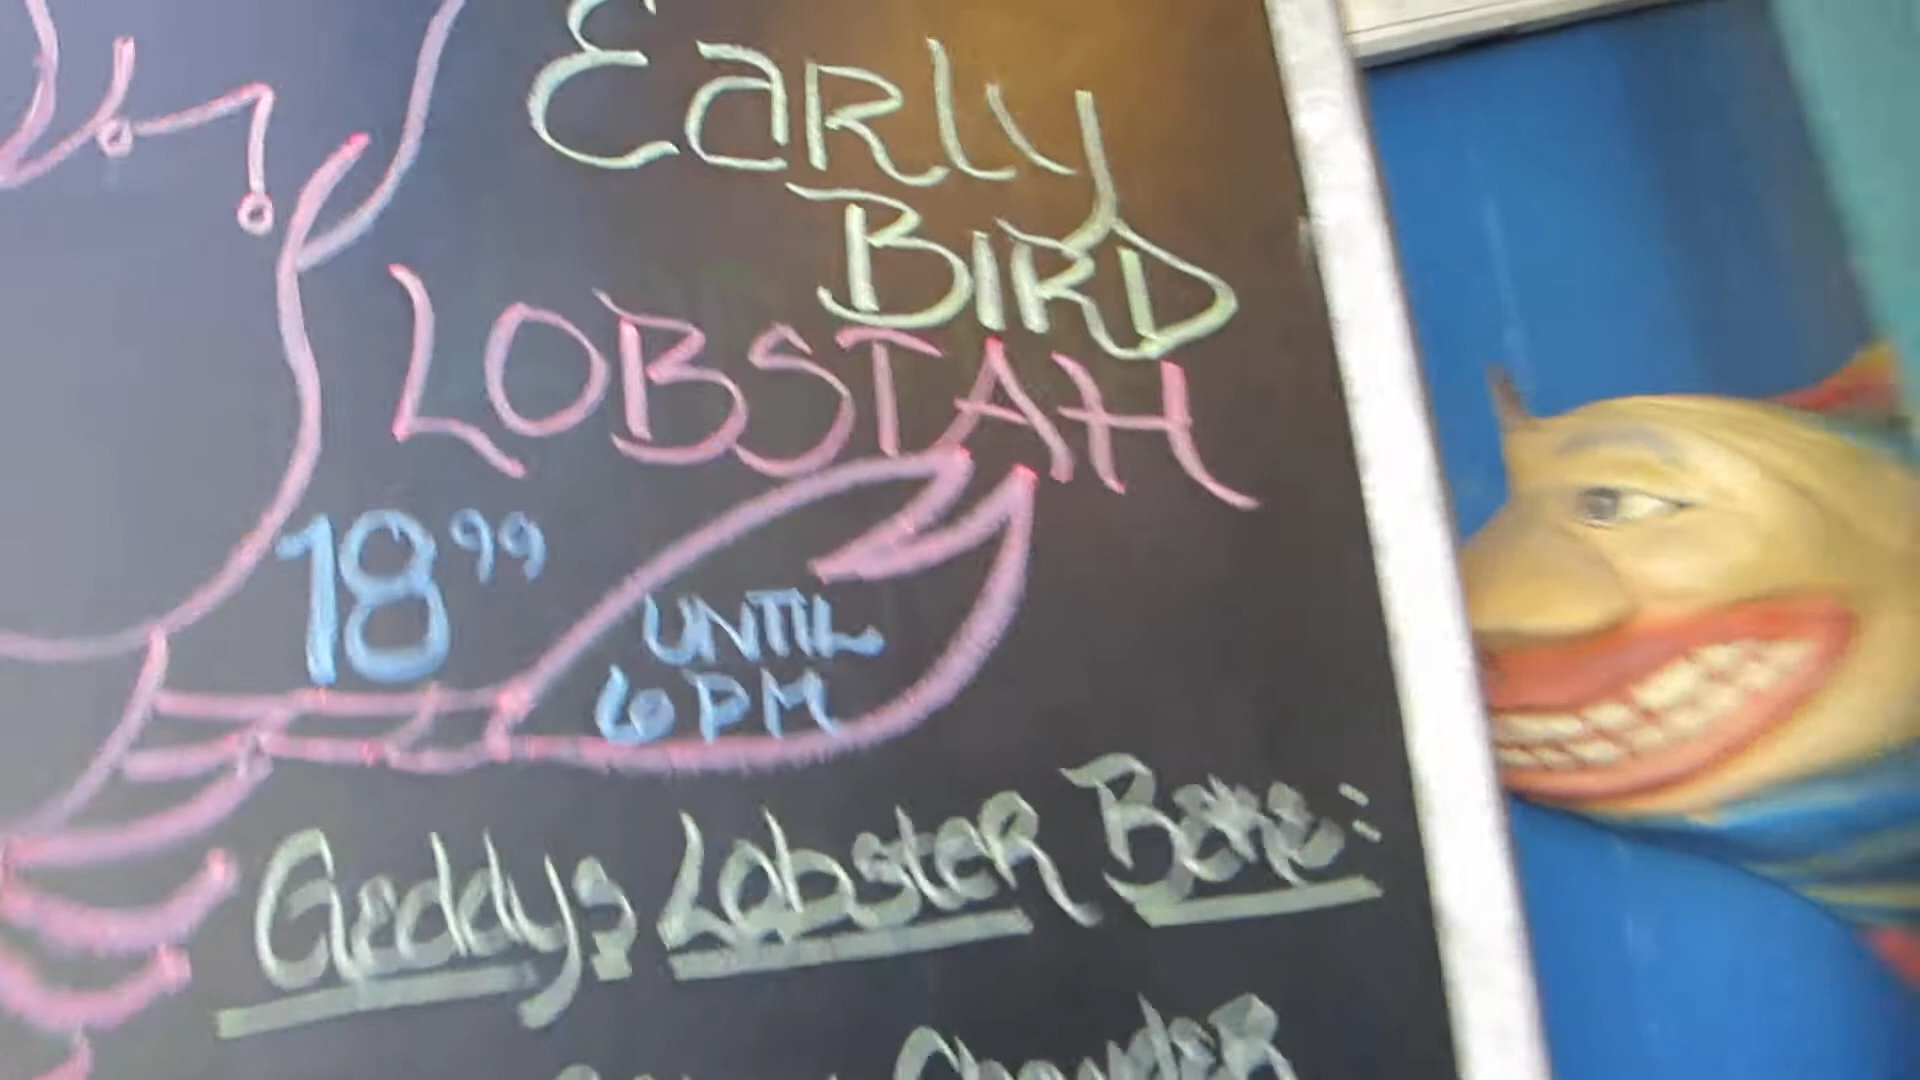 EARLY
BIRD
LOBSTAH
18 99
UNTIL
6 PM
Geddys Lobster Bake:
Chowder